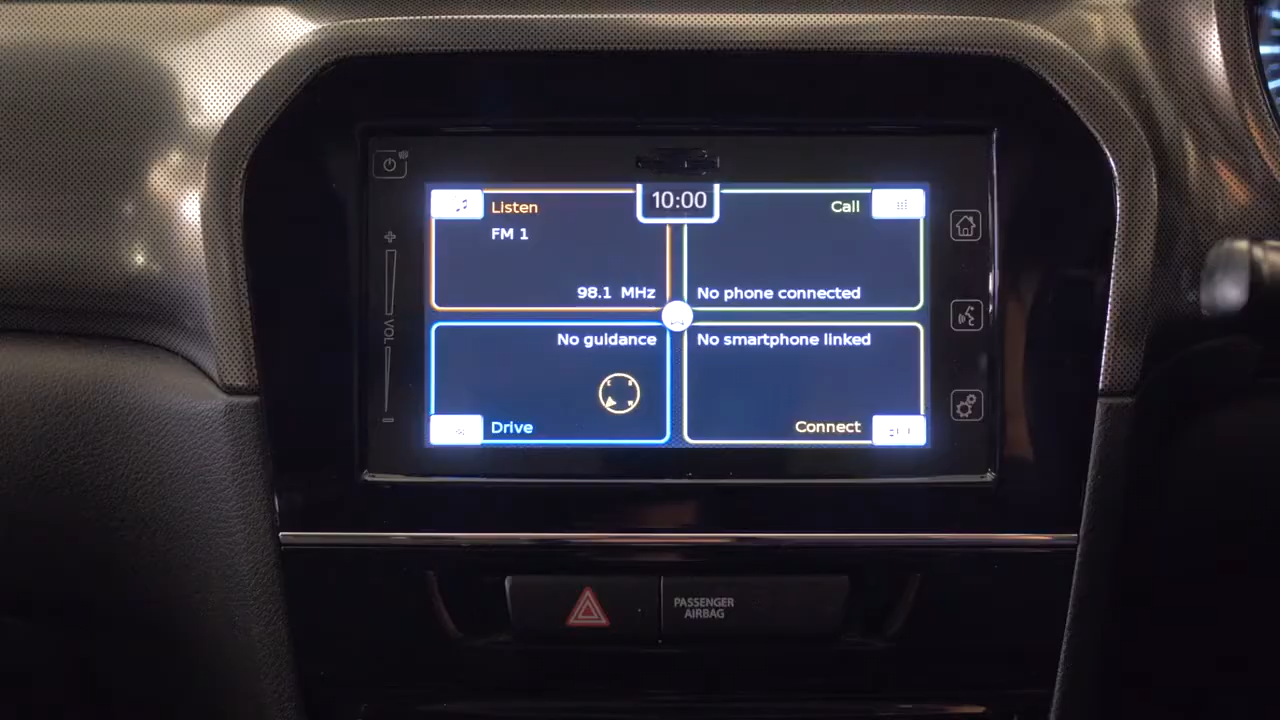 10:00
Listen
FM 1
98.1 MHz
Call
No phone connected
VOL
No guidance
Drive
No smartphone linked
Connect
PASSENGER
AIRBAG